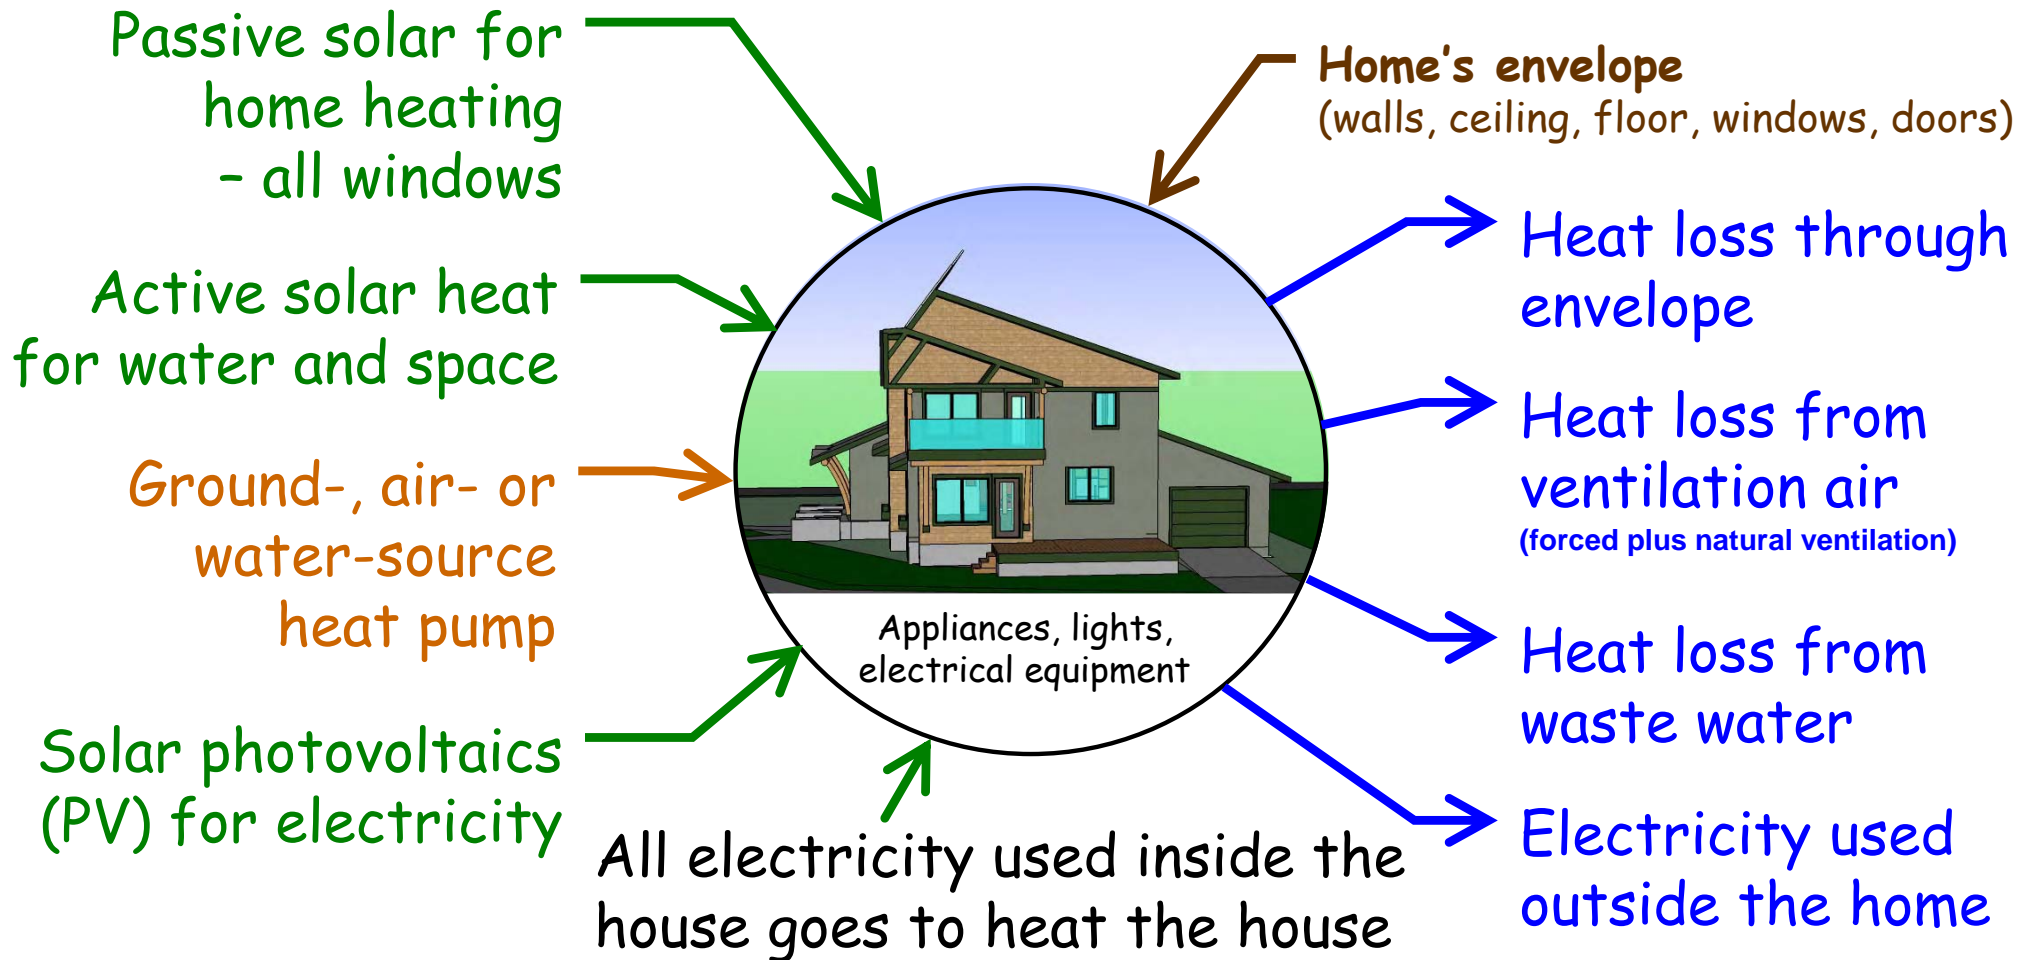 Passive solar for
home heating
– all windows
Active solar heat
for water and space
Ground-, air- or
water-source
heat pump
Solar photovoltaics
(PV) for electricity
Appliances, lights,
electrical equipment
All electricity used inside the
house goes to heat the house
Home's envelope
(walls, ceiling, floor, windows, doors)
Heat loss through
envelope
Heat loss from
ventilation air
(forced plus natural ventilation)
Heat loss from
waste water
Electricity used
outside the home